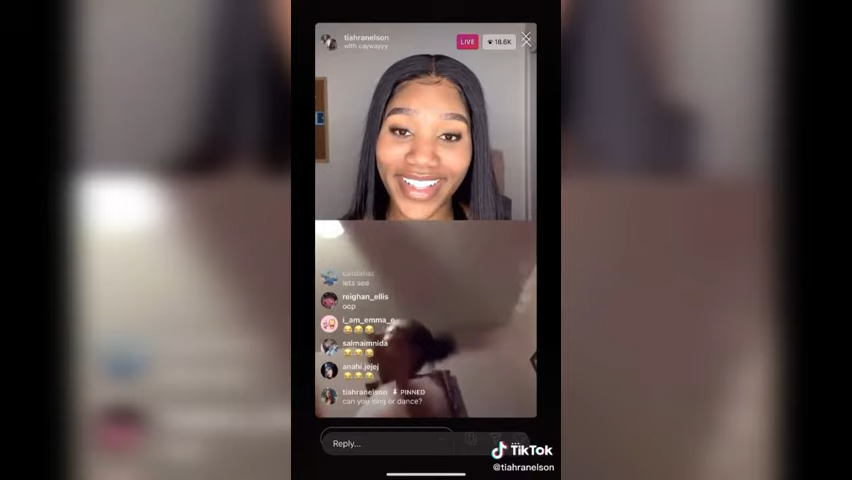 tiahranelson
with caywayyy
LIVE
18.6K
lets see
reighan_ellis
oop
i_am_emma_e
salmaimnida
anahi.jejej
tiahranelson PINNED
can you sing or dance?
Reply...
TikTok
@tiahranelson